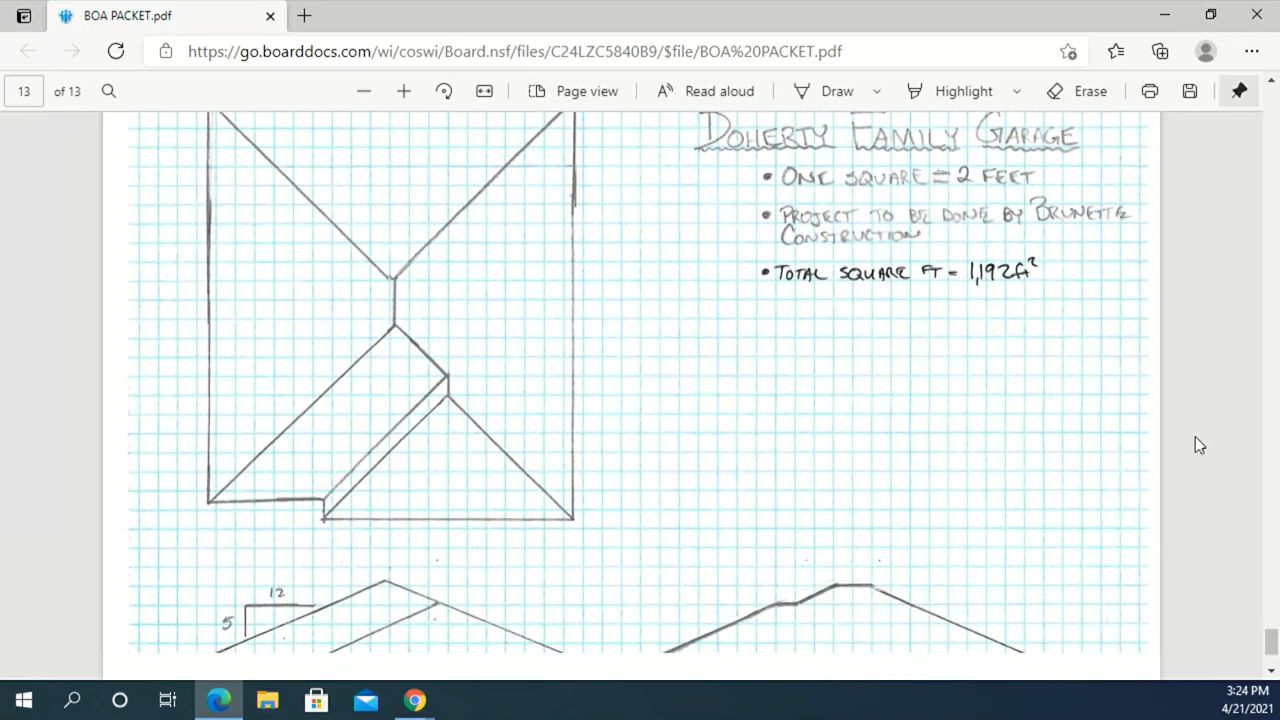 BOA PACKET.pdf
https://go.boarddocs.com/wi/coswi/Board.nsf/files/C24LZC5840B9/$file/BOA%20PACKET.pdf
13 of 13
Page view
Read aloud
Draw
Highlight
Erase
DOHERTY FAMILY GARAGE
• ONE SQUARE = 2 FEET
• PROJECT TO BE DONE BY BRUNETTE
CONSTRUCTION
• TOTAL SQUARE FT = 1,192 ft²
12
5
3:24 PM
4/21/2021